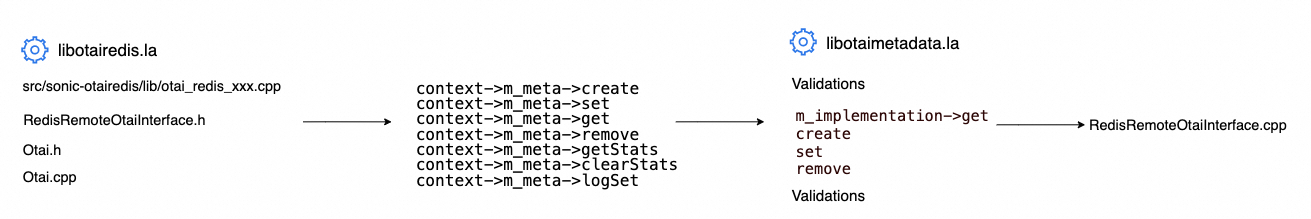 libotairedis.la
src/sonic-otairedis/lib/otai_redis_xxx.cpp
RedisRemoteOtaiInterface.h
Otai.h
Otai.cpp
context->m_meta->create
context->m_meta->set
context->m_meta->get
context->m_meta->remove
context->m_meta->getStats
context->m_meta->clearStats
context->m_meta->logSet
libotaimetadata.la
Validations
m_implementation->get
create
set
remove
Validations
RedisRemoteOtaiInterface.cpp